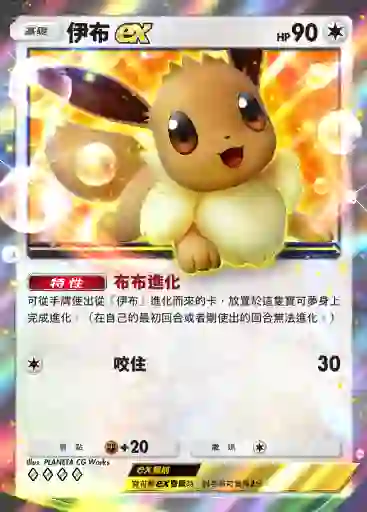 基礎 伊布 ex HP 90
特性 布布進化
可從手牌使出從「伊布」進化而來的卡,放置於這隻寶可夢身上
完成進化。(在自己的最初回合或者剛使出的回合無法進化。)
咬住 30
弱點 +20 撤退
Illus. PLANETA CG Works
ex規則